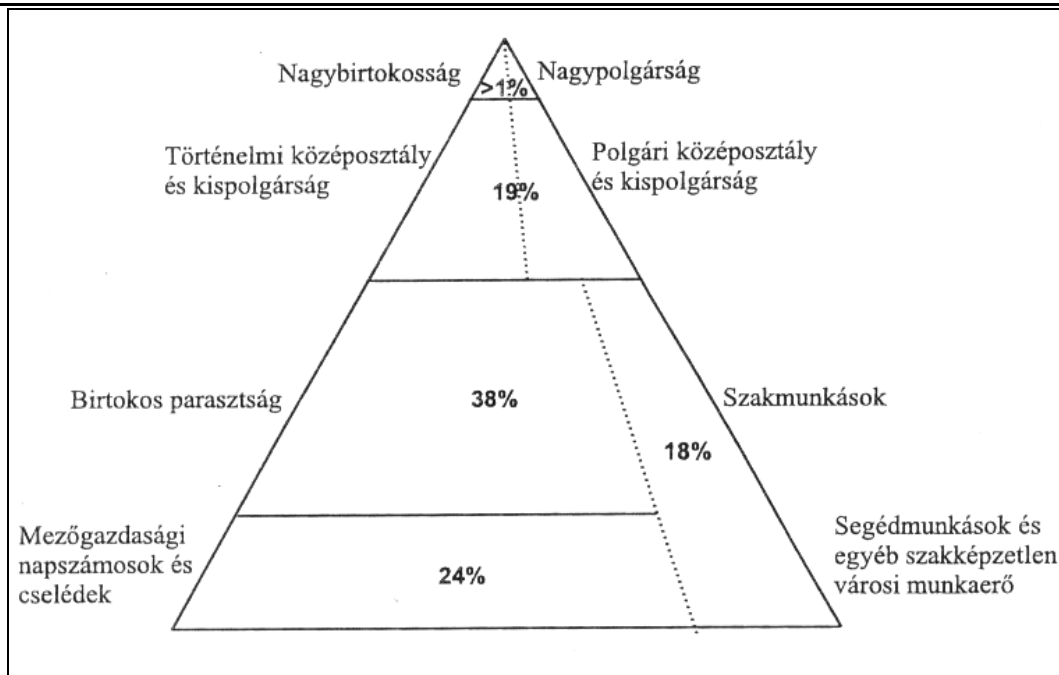 Nagybirtokosság
Nagypolgárság
>1%
Történelmi középosztály
és kispolgárság
Polgári középosztály
és kispolgárság
19%
Birtokos parasztság
38%
Szakmunkások
18%
Mezőgazdasági
napszámosok és
cselédek
24%
Segédmunkások és
egyéb szakképzetlen
városi munkaerő